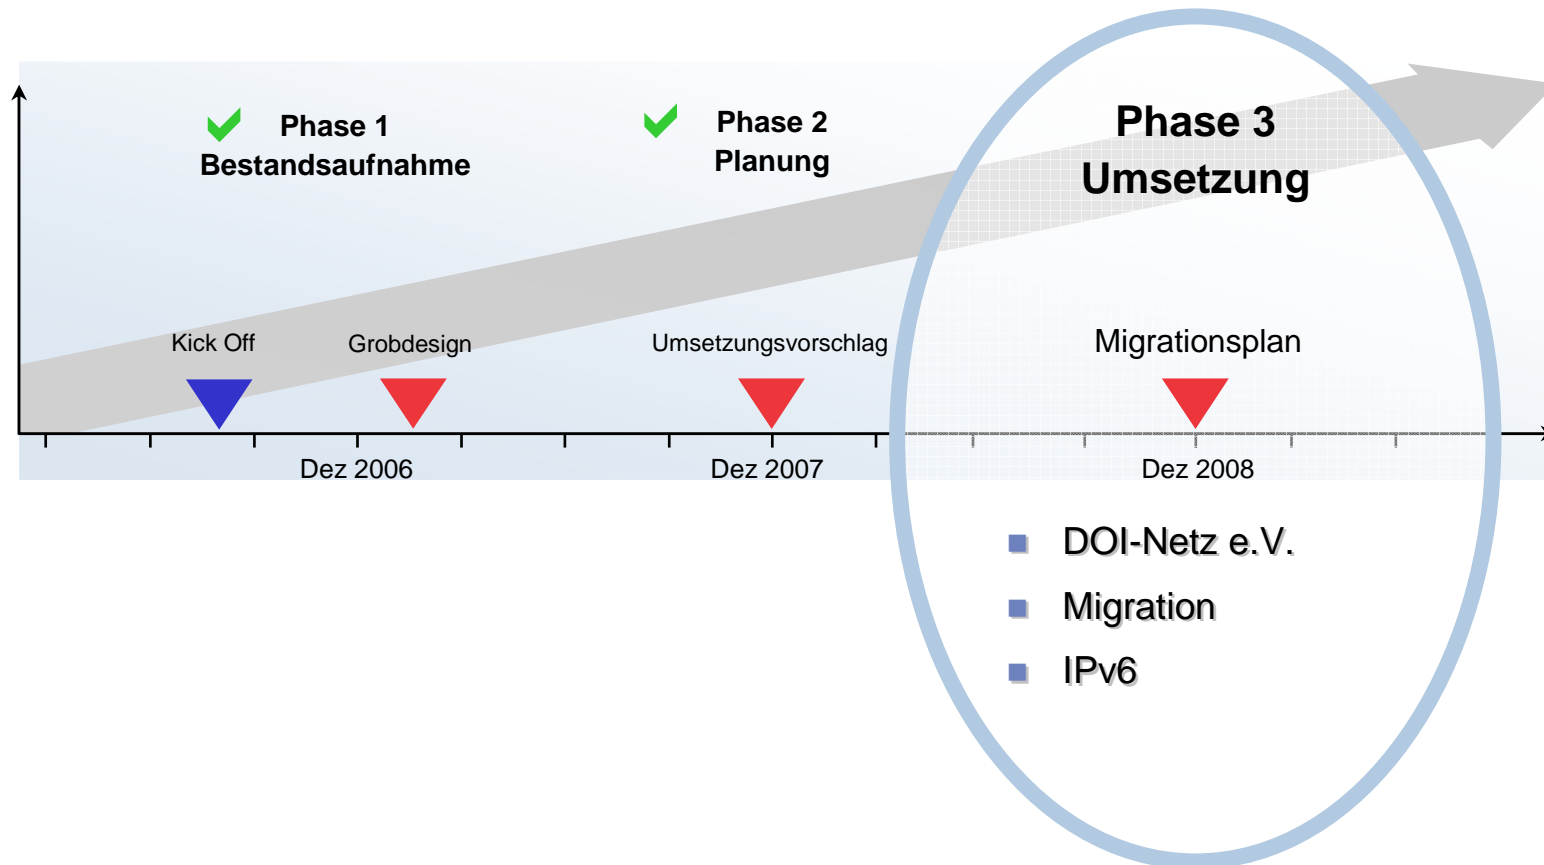 Phase 1
Bestandsaufnahme
Phase 2
Planung
Phase 3
Umsetzung
Kick Off
Grobdesign
Umsetzungsvorschlag
Migrationsplan
Dez 2006
Dez 2007
Dez 2008
DOI-Netz e.V.
Migration
IPv6